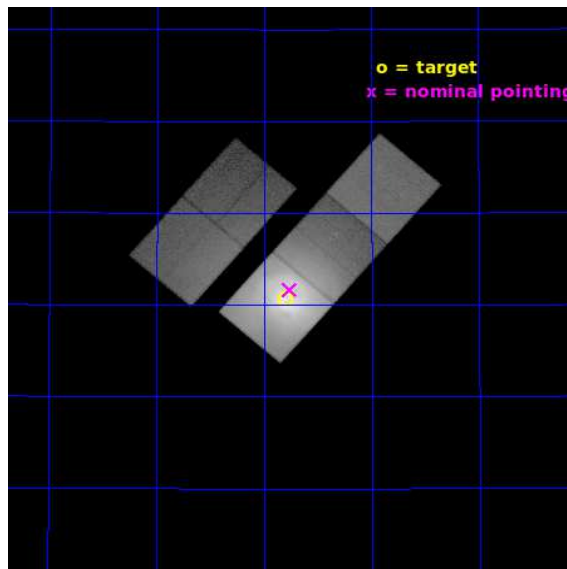 o = target
x = nominal pointing